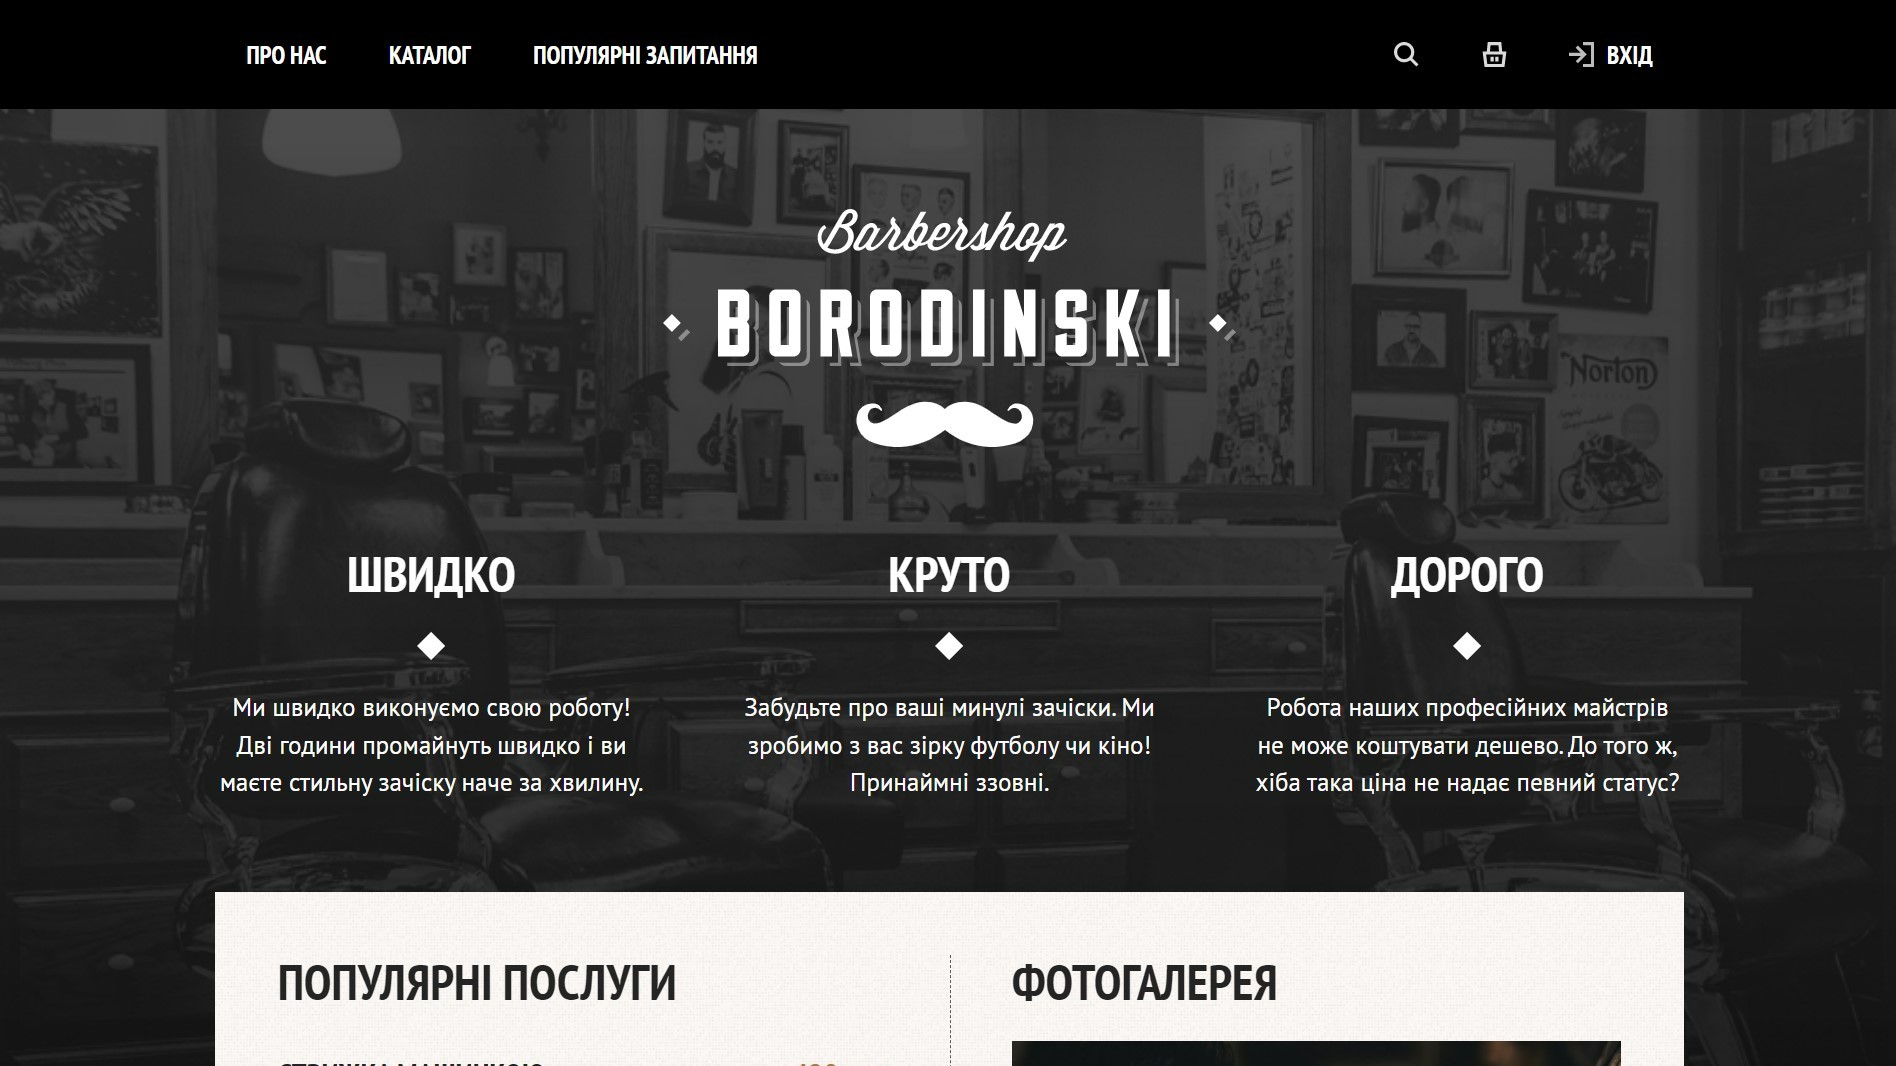 ПРО НАС КАТАЛОГ ПОПУЛЯРНІ ЗАПИТАННЯ ВХІД
Barbershop
BORODINSKI
Norton
ШВИДКО
Ми швидко виконуємо свою роботу!
Дві години промайнуть швидко і ви
маєте стильну зачіску наче за хвилину.
КРУТО
Забудьте про ваші минулі зачіски. Ми
зробимо з вас зірку футболу чи кіно!
Принаймні ззовні.
ДОРОГО
Робота наших професійних майстрів
не може коштувати дешево. До того ж,
хіба така ціна не надає певний статус?
ПОПУЛЯРНІ ПОСЛУГИ
ФОТОГАЛЕРЕЯ